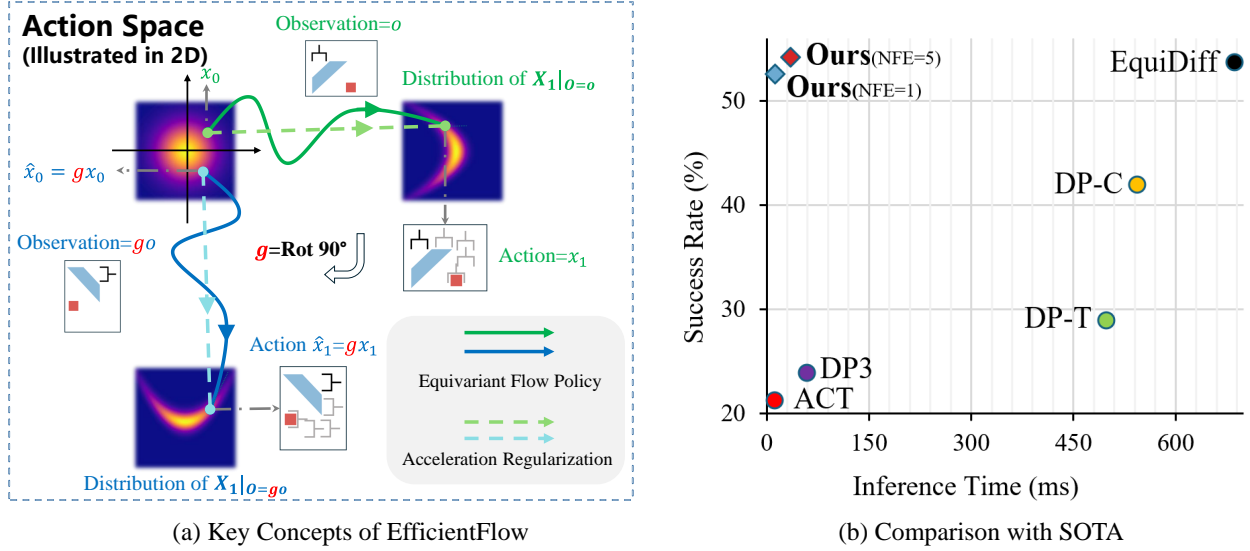 Action Space
(Illustrated in 2D)
Observation=o
x₀
Distribution of X₁|O=o
x̂₀ = gx₀
Observation=go
g=Rot 90°
Action=x₁
Action x̂₁=gx₁
Equivariant Flow Policy
Acceleration Regularization
Distribution of X₁|O=go
(a) Key Concepts of EfficientFlow
Success Rate (%)
50
40
30
20
0
150
300
450
600
Inference Time (ms)
Ours(NFE=5)
Ours(NFE=1)
EquiDiff
DP-C
DP-T
DP3
ACT
(b) Comparison with SOTA